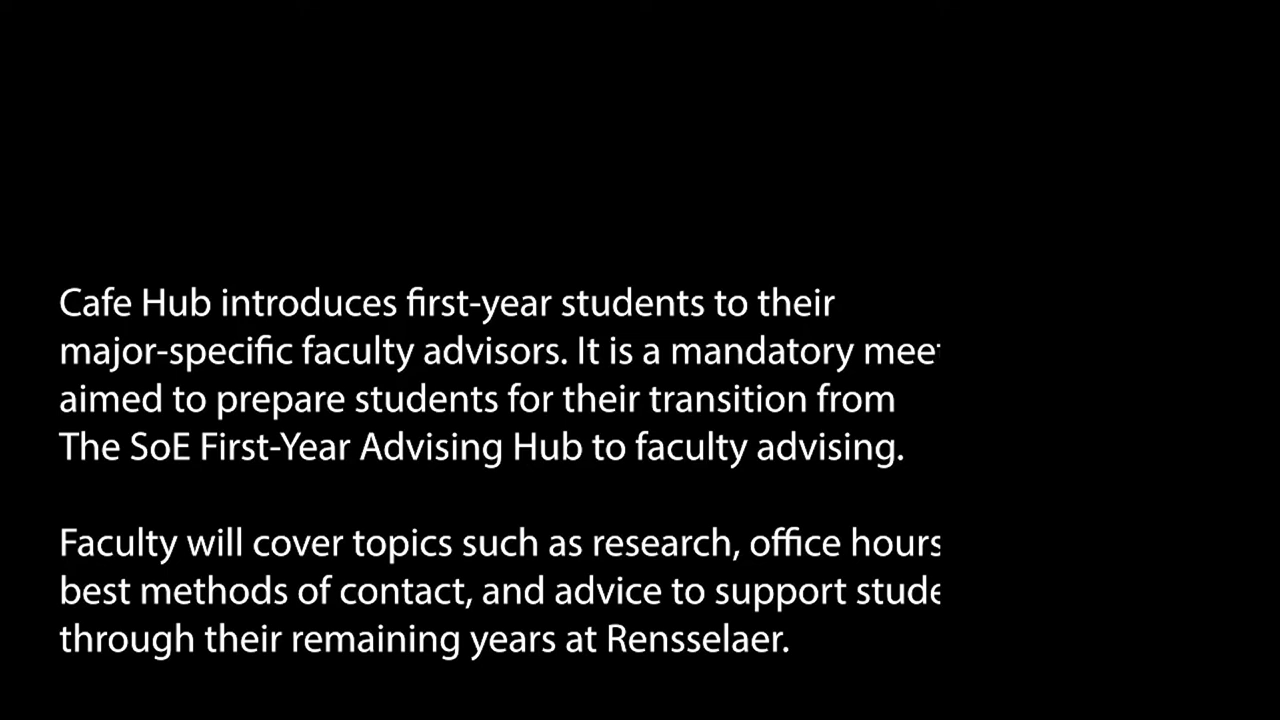 Cafe Hub introduces first-year students to their
major-specific faculty advisors. It is a mandatory
aimed to prepare students for their transition from
The SoE First-Year Advising Hub to faculty advising.
Faculty will cover topics such as research, office hours
best methods of contact, and advice to support
through their remaining years at Rensselaer.